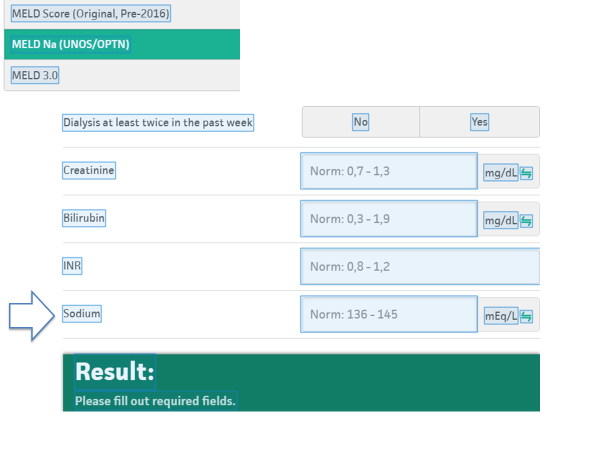 MELD Score (Original, Pre-2016)
MELD Na (UNOS/OPTN)
MELD 3.0
Dialysis at least twice in the past week No Yes
Creatinine Norm: 0,7 - 1,3 mg/dL
Bilirubin Norm: 0,3 - 1,9 mg/dL
INR Norm: 0,8 - 1,2
Sodium Norm: 136 - 145 mEq/L
Result:
Please fill out required fields.